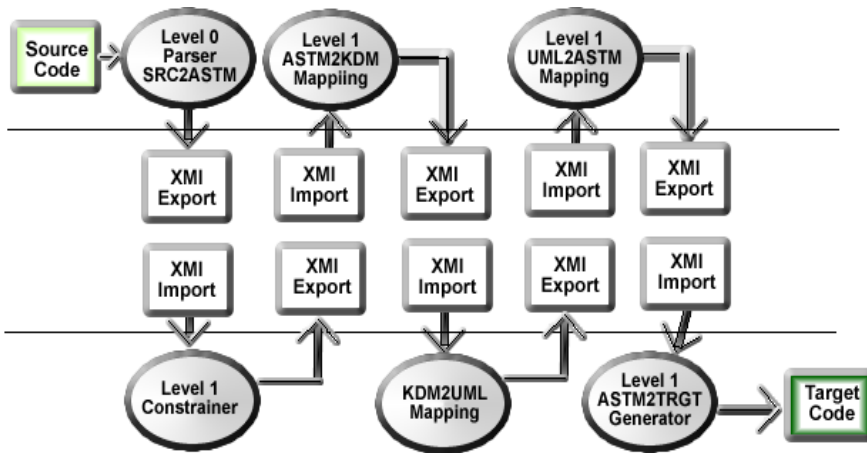 Source
Code
Level 0
Parser
SRC2ASTM
Level 1
ASTM2KDM
Mappiing
Level 1
UML2ASTM
Mapping
XMI
Export
XMI
Import
XMI
Export
XMI
Import
XMI
Export
XMI
Import
XMI
Export
XMI
Import
XMI
Export
XMI
Import
Level 1
Constrainer
KDM2UML
Mapping
Level 1
ASTM2TRGT
Generator
Target
Code